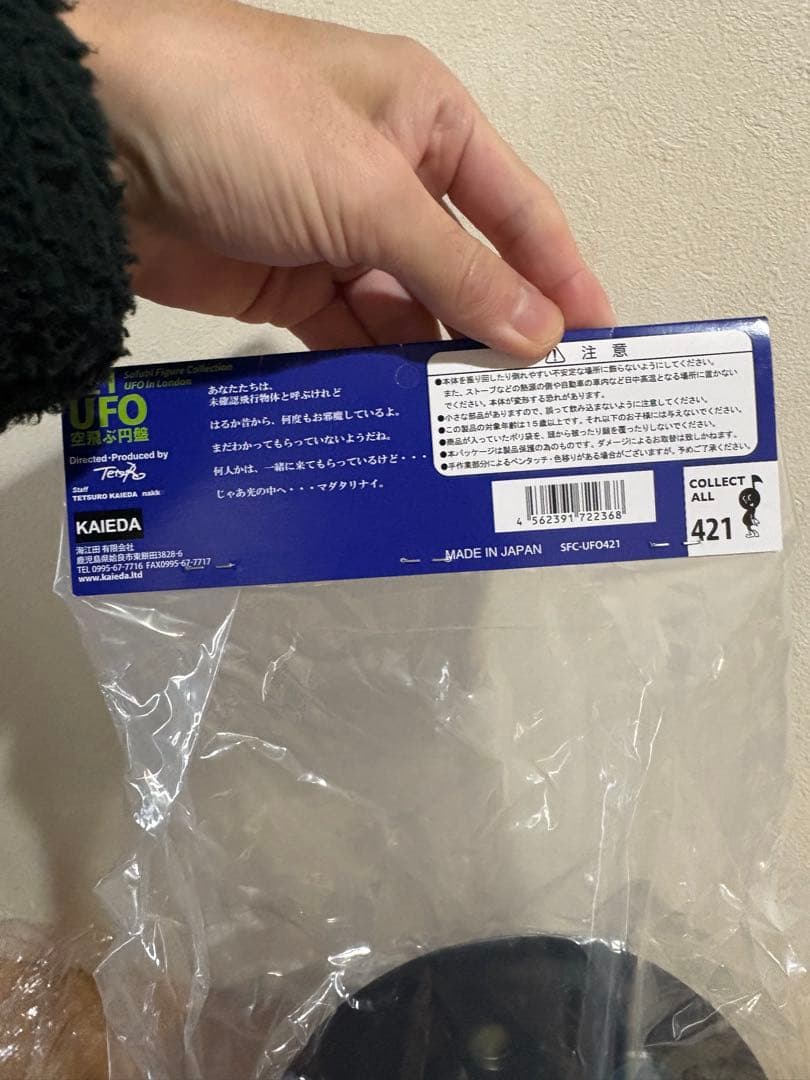 Sofubi Figure Collection
UFO In London
UFO
空飛ぶ円盤
Directed・Produced by
Staff
TETSURO KAIEDA nakk
KAIEDA
海江田 有限会社
鹿児島県姶良市東餅田3828-6
TEL 0995-67-7716 FAX0995-67-7717
www.kaieda.ltd
あなたたちは、
未確認飛行物体と呼ぶけれど
はるか昔から、何度もお邪魔しているよ。
まだわかってもらっていないようだね。
何人かは、一緒に来てもらっているけど・・・
じゃあ光の中へ・・・マダタリナイ。
注 意
●本体を振り回したり倒れやすい不安定な場所に飾らないようにしてください。
また、ストーブなどの熱源の側や自動車の車内など日中高温となる場所に置かない
でください。本体が変形する恐れがあります。
●小さな部品がありますので、誤って飲み込まないように注意してください。
●この製品の対象年齢は15歳以上です。それ以下のお子様には与えないでください。
●商品が入っていたポリ袋を、頭から被ったり顔を覆ったりしないでください。
●本パッケージは製品保護の為のものです。ダメージによるお取替は致しかねます。
●手作業部分によるペンタッチ・色移りがある場合がございますが、予めご了承ください。
4 562391 722368
MADE IN JAPAN SFC-UFO421
COLLECT
ALL
421